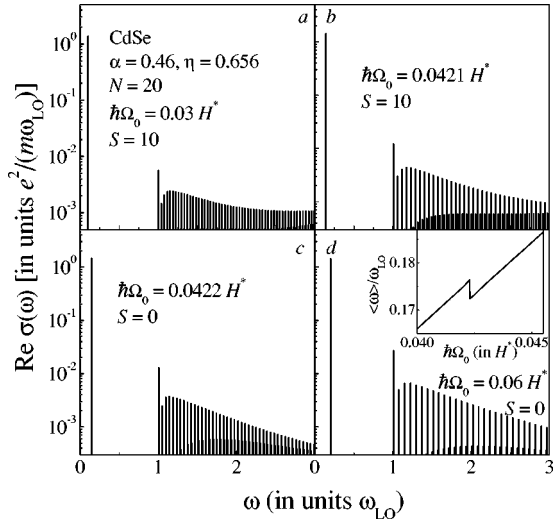 a
b
CdSe
α = 0.46, η = 0.656
N = 20
ħΩ₀ = 0.03 H*
S = 10
ħΩ₀ = 0.0421 H*
S = 10
10⁰
10⁻¹
10⁻²
10⁻³
Re σ(ω) [in units e²/(mω_LO)]
c
d
ħΩ₀ = 0.0422 H*
S = 0
<ω>/ω_LO
0.18
0.17
0.040
0.045
ħΩ₀ (in H*)
ħΩ₀ = 0.06 H*
S = 0
10⁰
10⁻¹
10⁻²
10⁻³
0 1 2 0 1 2 3
ω (in units ω_LO)